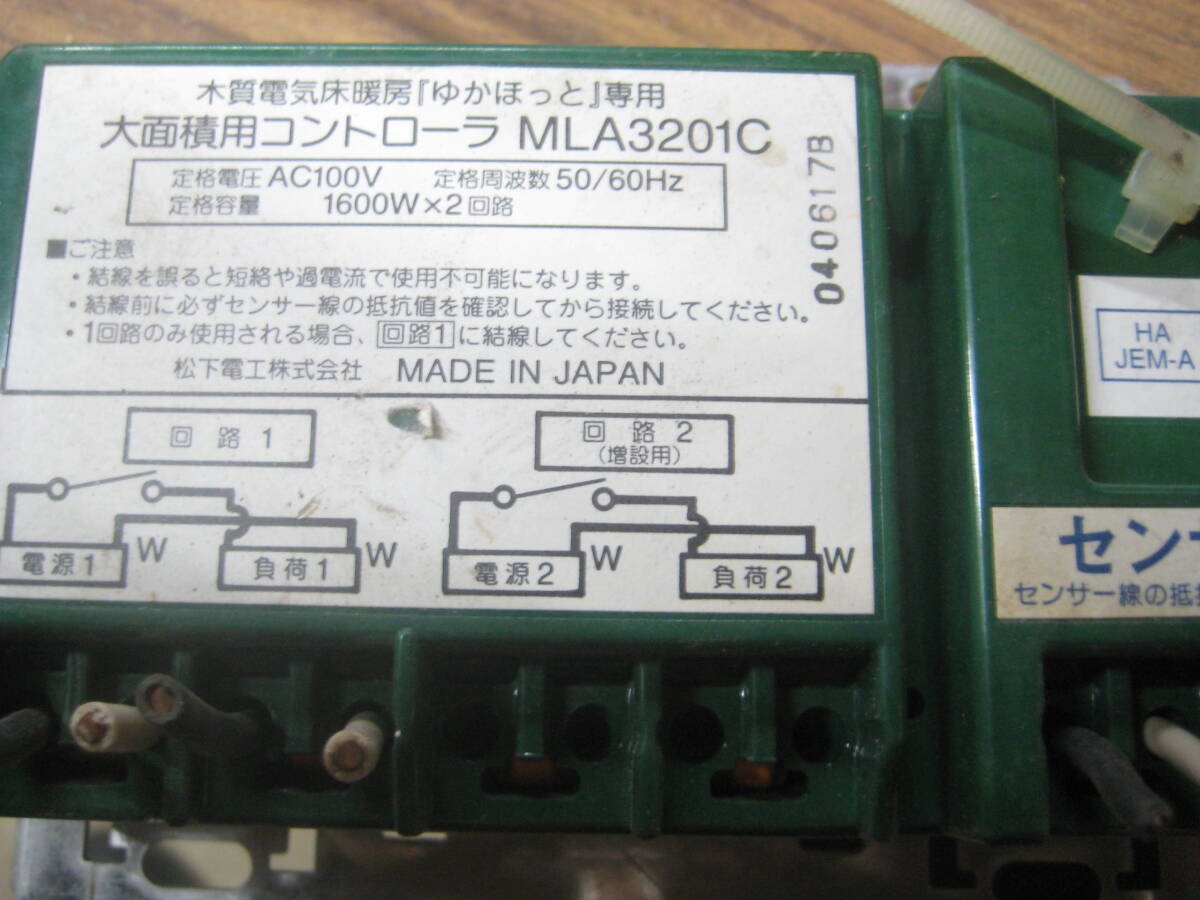 木質電気床暖房『ゆかほっと』専用
大面積用コントローラ MLA3201C
定格電圧 AC100V 定格周波数 50/60Hz
定格容量 1600W×2回路
■ご注意
・結線を誤ると短絡や過電流で使用不可能になります。
・結線前に必ずセンサー線の抵抗値を確認してから接続してください。
・1回路のみ使用される場合、回路1に結線してください。
松下電工株式会社 MADE IN JAPAN
040617B
回路1
回路2
(増設用)
電源1 W 負荷1 W
電源2 W 負荷2 W
HA
JEM-A
セン
センサー線の抵